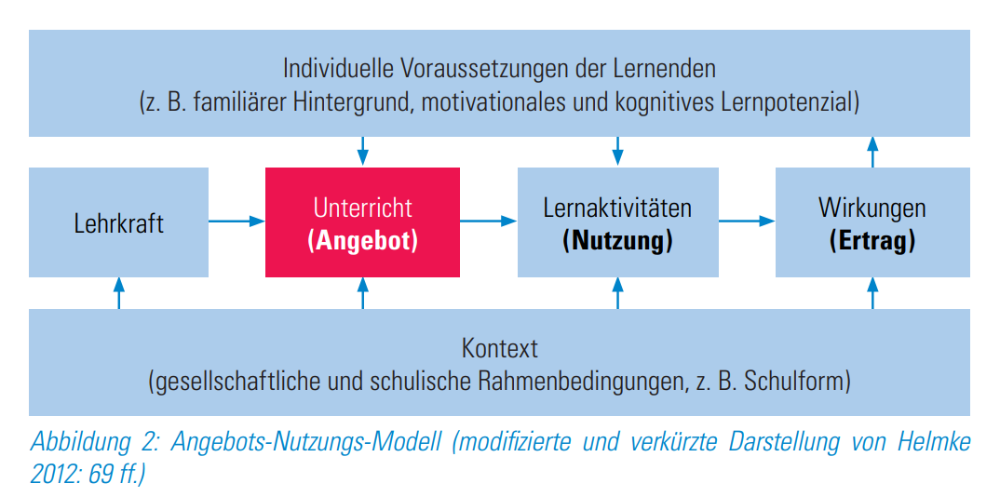 Individuelle Voraussetzungen der Lernenden
(z. B. familiärer Hintergrund, motivationales und kognitives Lernpotenzial)
Lehrkraft
Unterricht
(Angebot)
Lernaktivitäten
(Nutzung)
Wirkungen
(Ertrag)
Kontext
(gesellschaftliche und schulische Rahmenbedingungen, z. B. Schulform)
Abbildung 2: Angebots-Nutzungs-Modell (modifizierte und verkürzte Darstellung von Helmke
2012: 69 ff.)